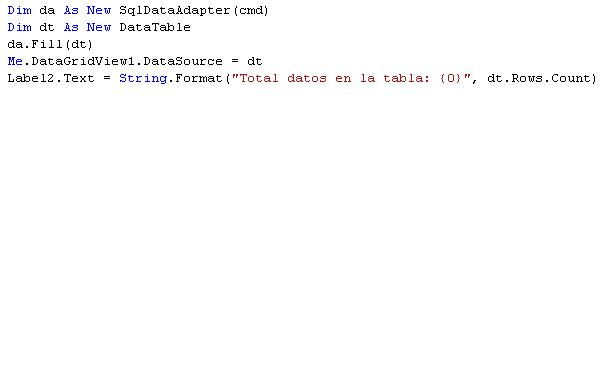 Dim da As New SqlDataAdapter(cmd)
Dim dt As New DataTable
da.Fill(dt)
Me.DataGridView1.DataSource = dt
Label2.Text = String.Format("Total datos en la tabla: {0}", dt.Rows.Count)